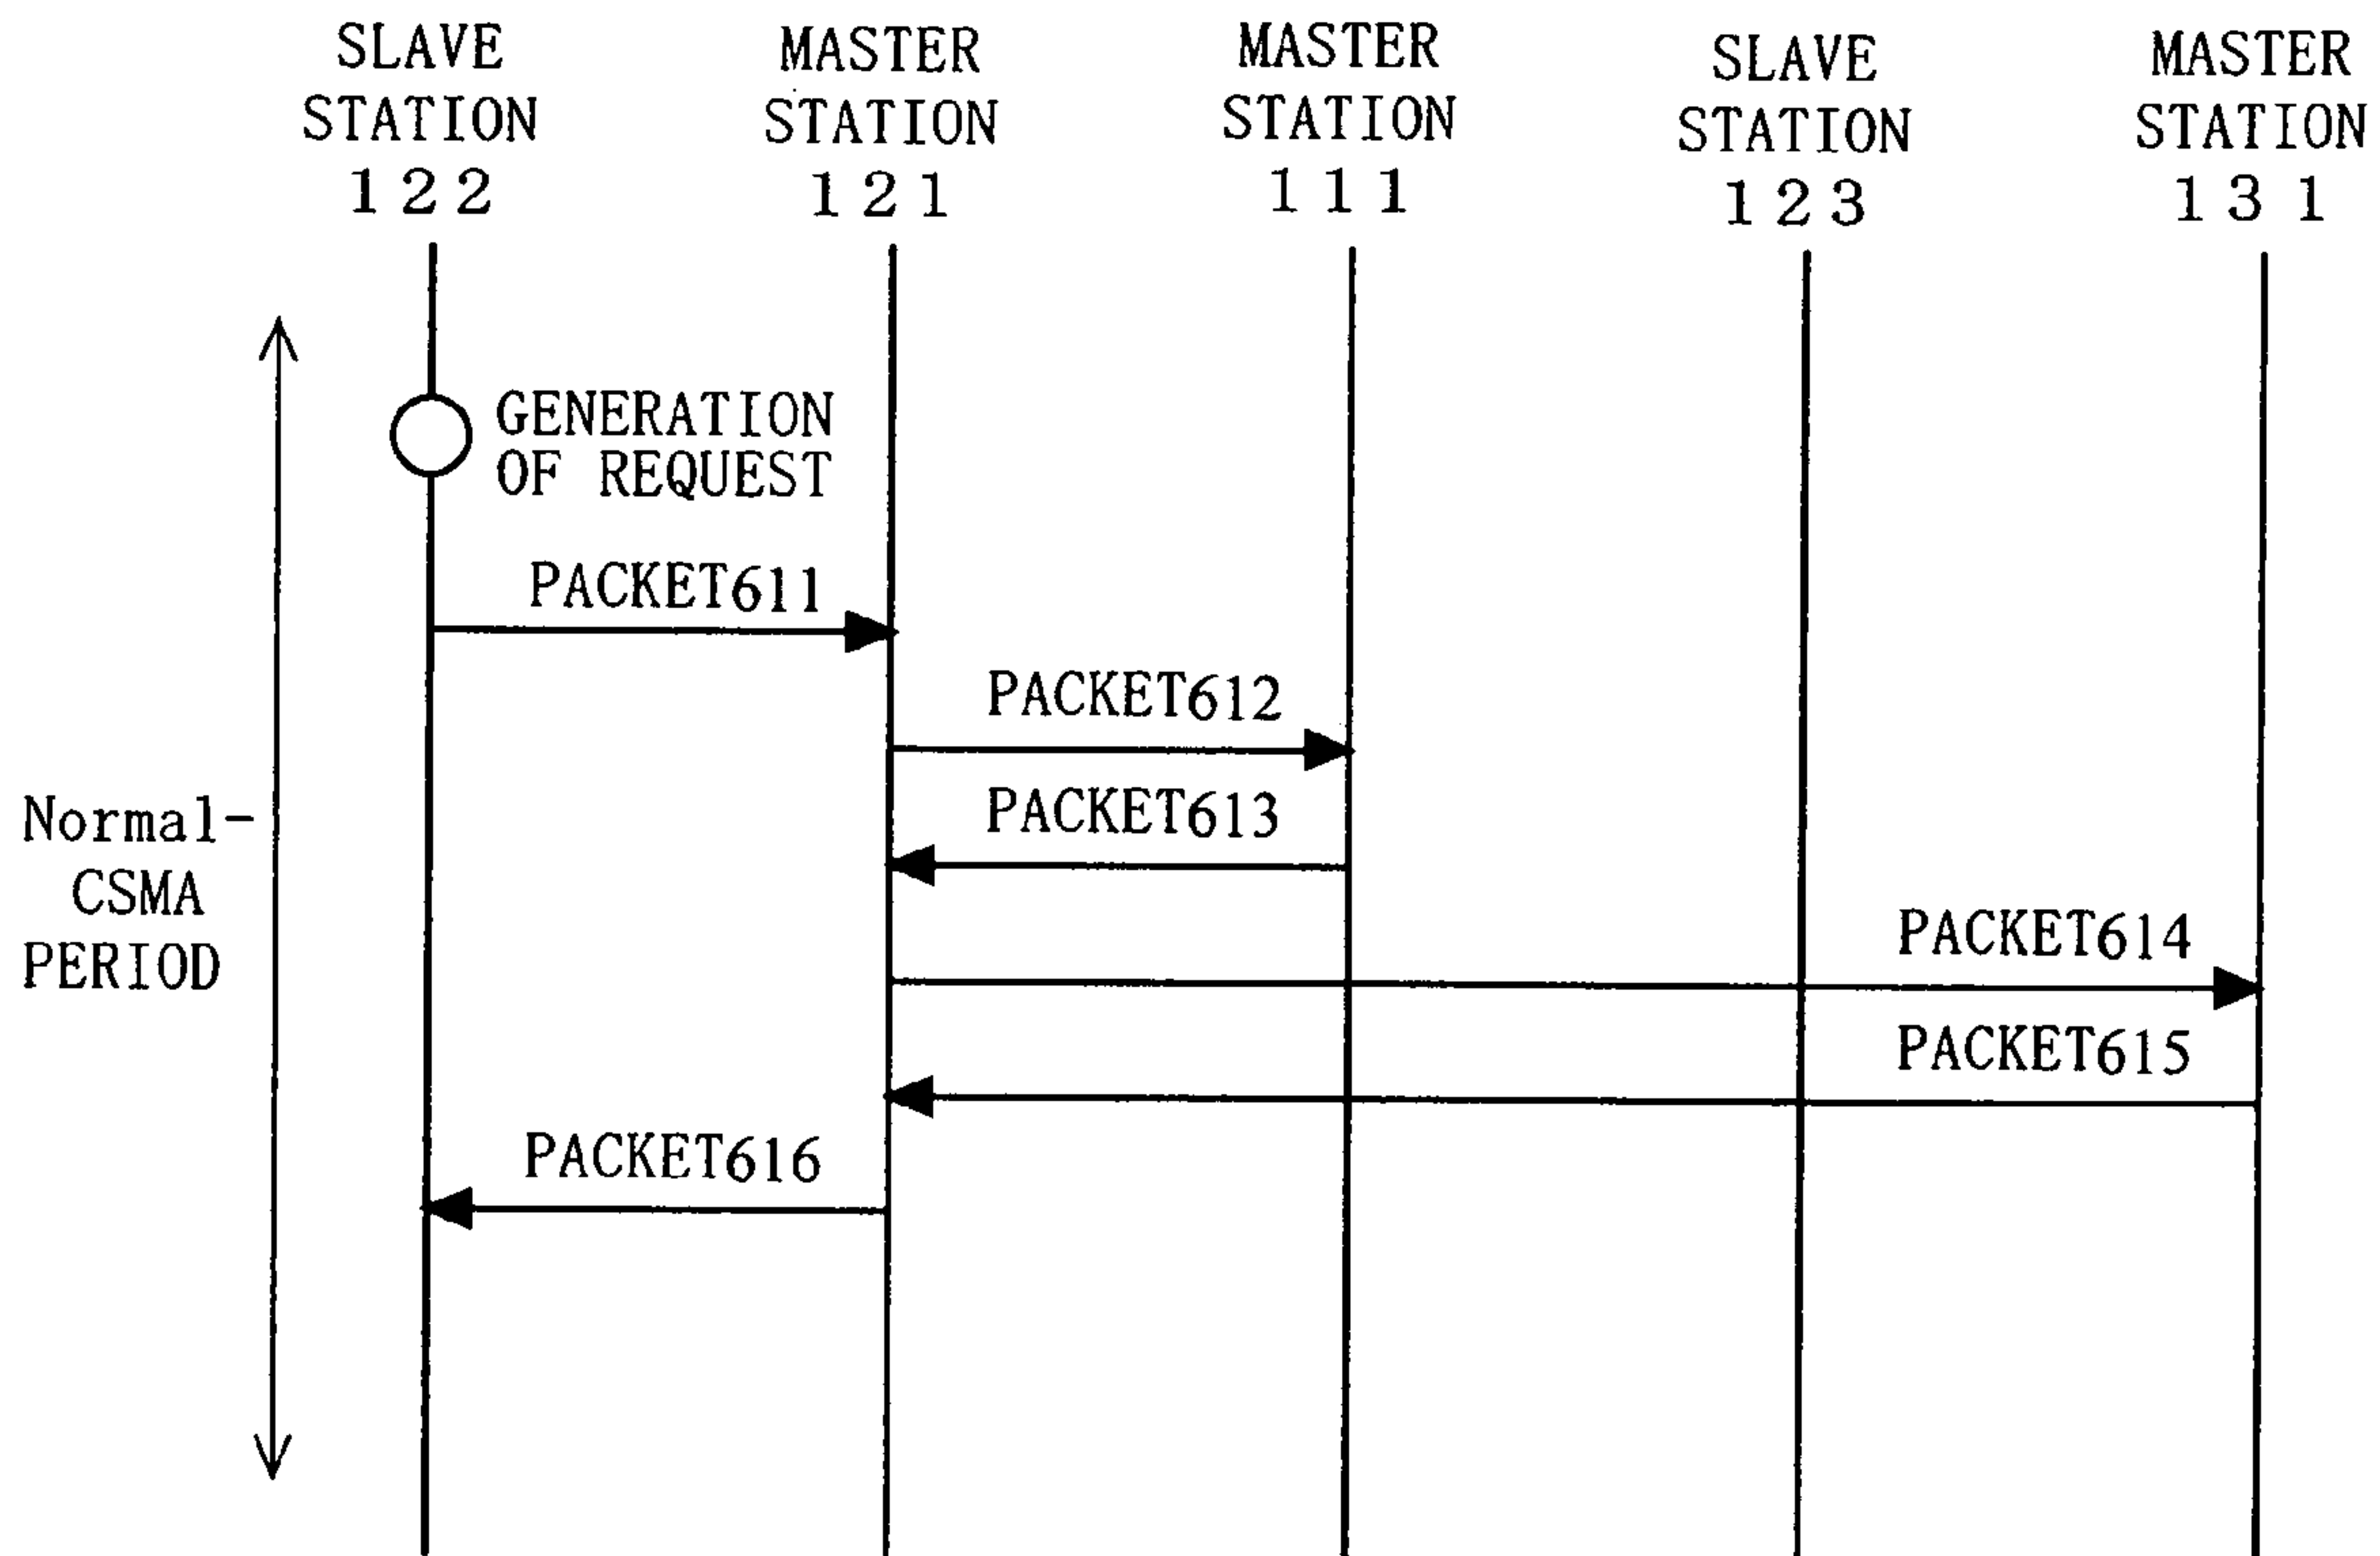 SLAVE
STATION
122
MASTER
STATION
121
MASTER
STATION
111
SLAVE
STATION
123
MASTER
STATION
131
GENERATION
OF REQUEST
PACKET611
PACKET612
PACKET613
Normal-
CSMA
PERIOD
PACKET614
PACKET615
PACKET616